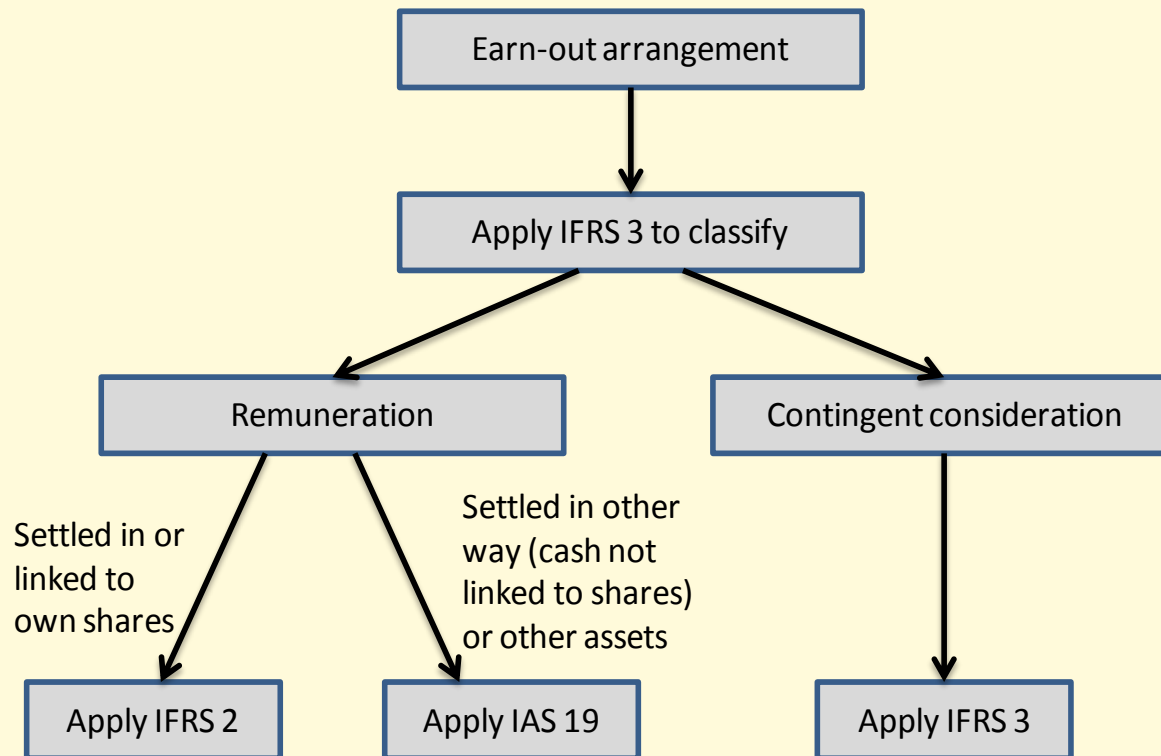 Earn-out arrangement
Apply IFRS 3 to classify
Remuneration
Contingent consideration
Settled in or
linked to
own shares
Settled in other
way (cash not
linked to shares)
or other assets
Apply IFRS 2
Apply IAS 19
Apply IFRS 3